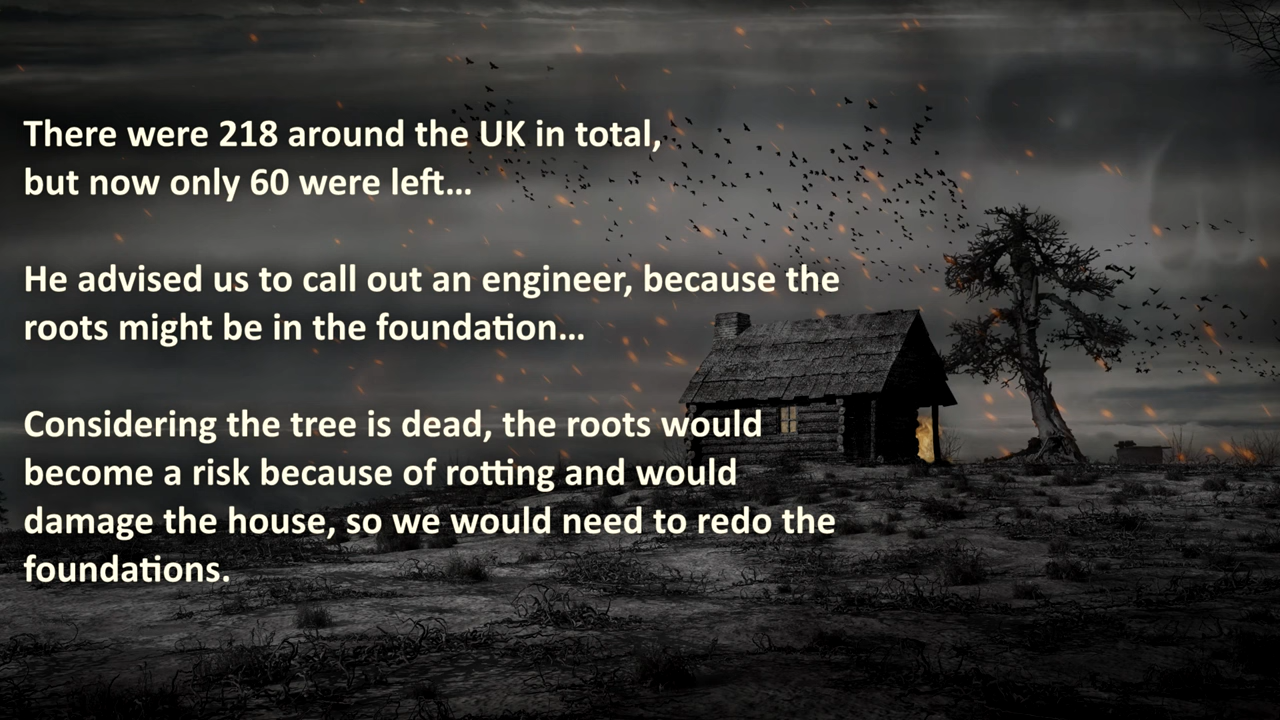 There were 218 around the UK in total,
but now only 60 were left...
He advised us to call out an engineer, because the
roots might be in the foundation...
Considering the tree is dead, the roots would
become a risk because of rotting and would
damage the house, so we would need to redo the
foundations.